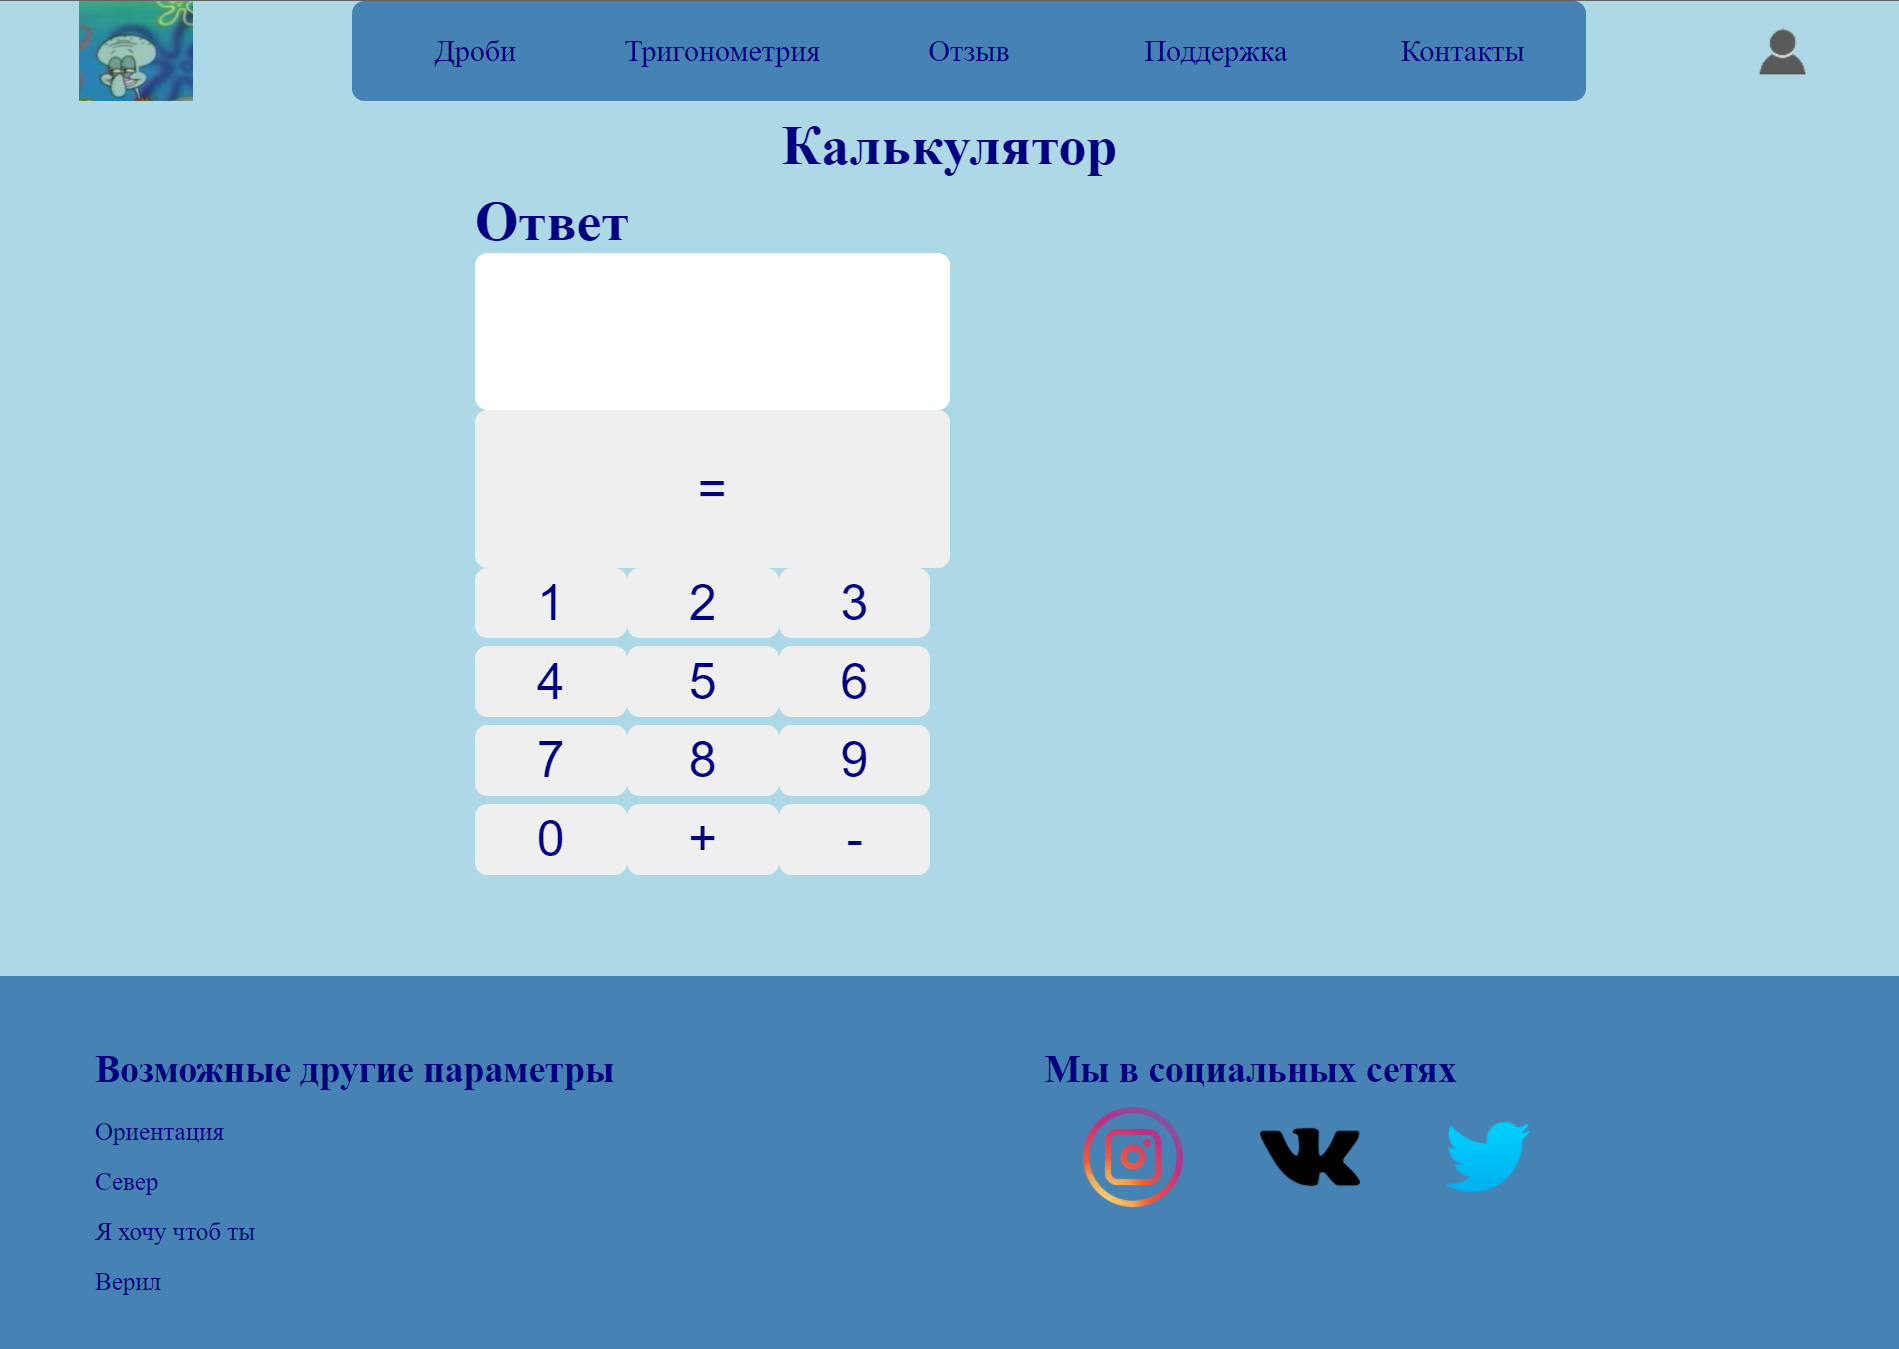 Дроби Тригонометрия Отзыв Поддержка Контакты
Калькулятор
Ответ
=
1 2 3
4 5 6
7 8 9
0 + -
Возможные другие параметры
Ориентация
Север
Я хочу чтоб ты
Верил
Мы в социальных сетях